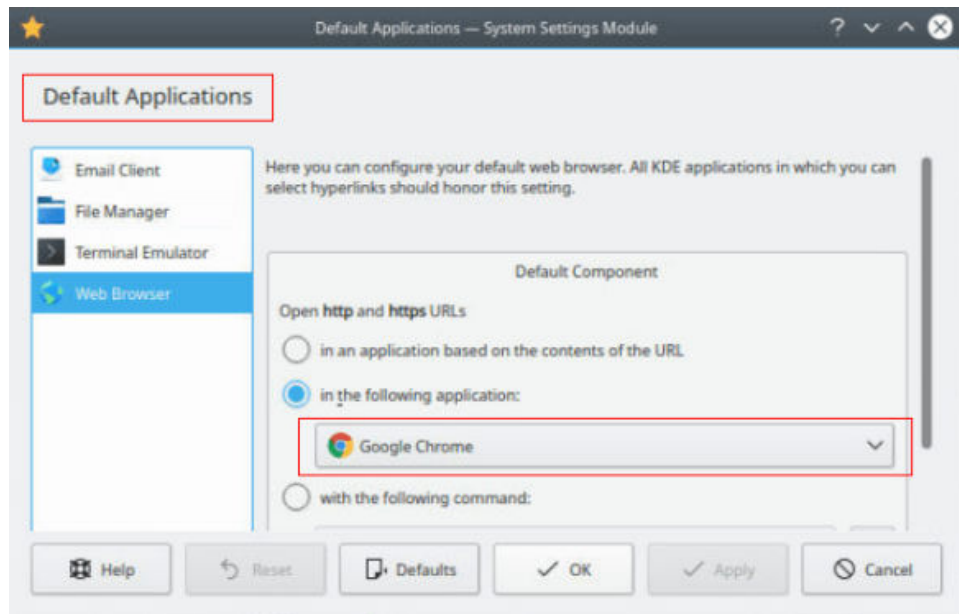 Default Applications — System Settings Module
Default Applications
Email Client
File Manager
Terminal Emulator
Web Browser
Here you can configure your default web browser. All KDE applications in which you can
select hyperlinks should honor this setting.
Default Component
Open http and https URLs
in an application based on the contents of the URL
in the following application:
Google Chrome
with the following command:
Help
Reset
Defaults
OK
Apply
Cancel